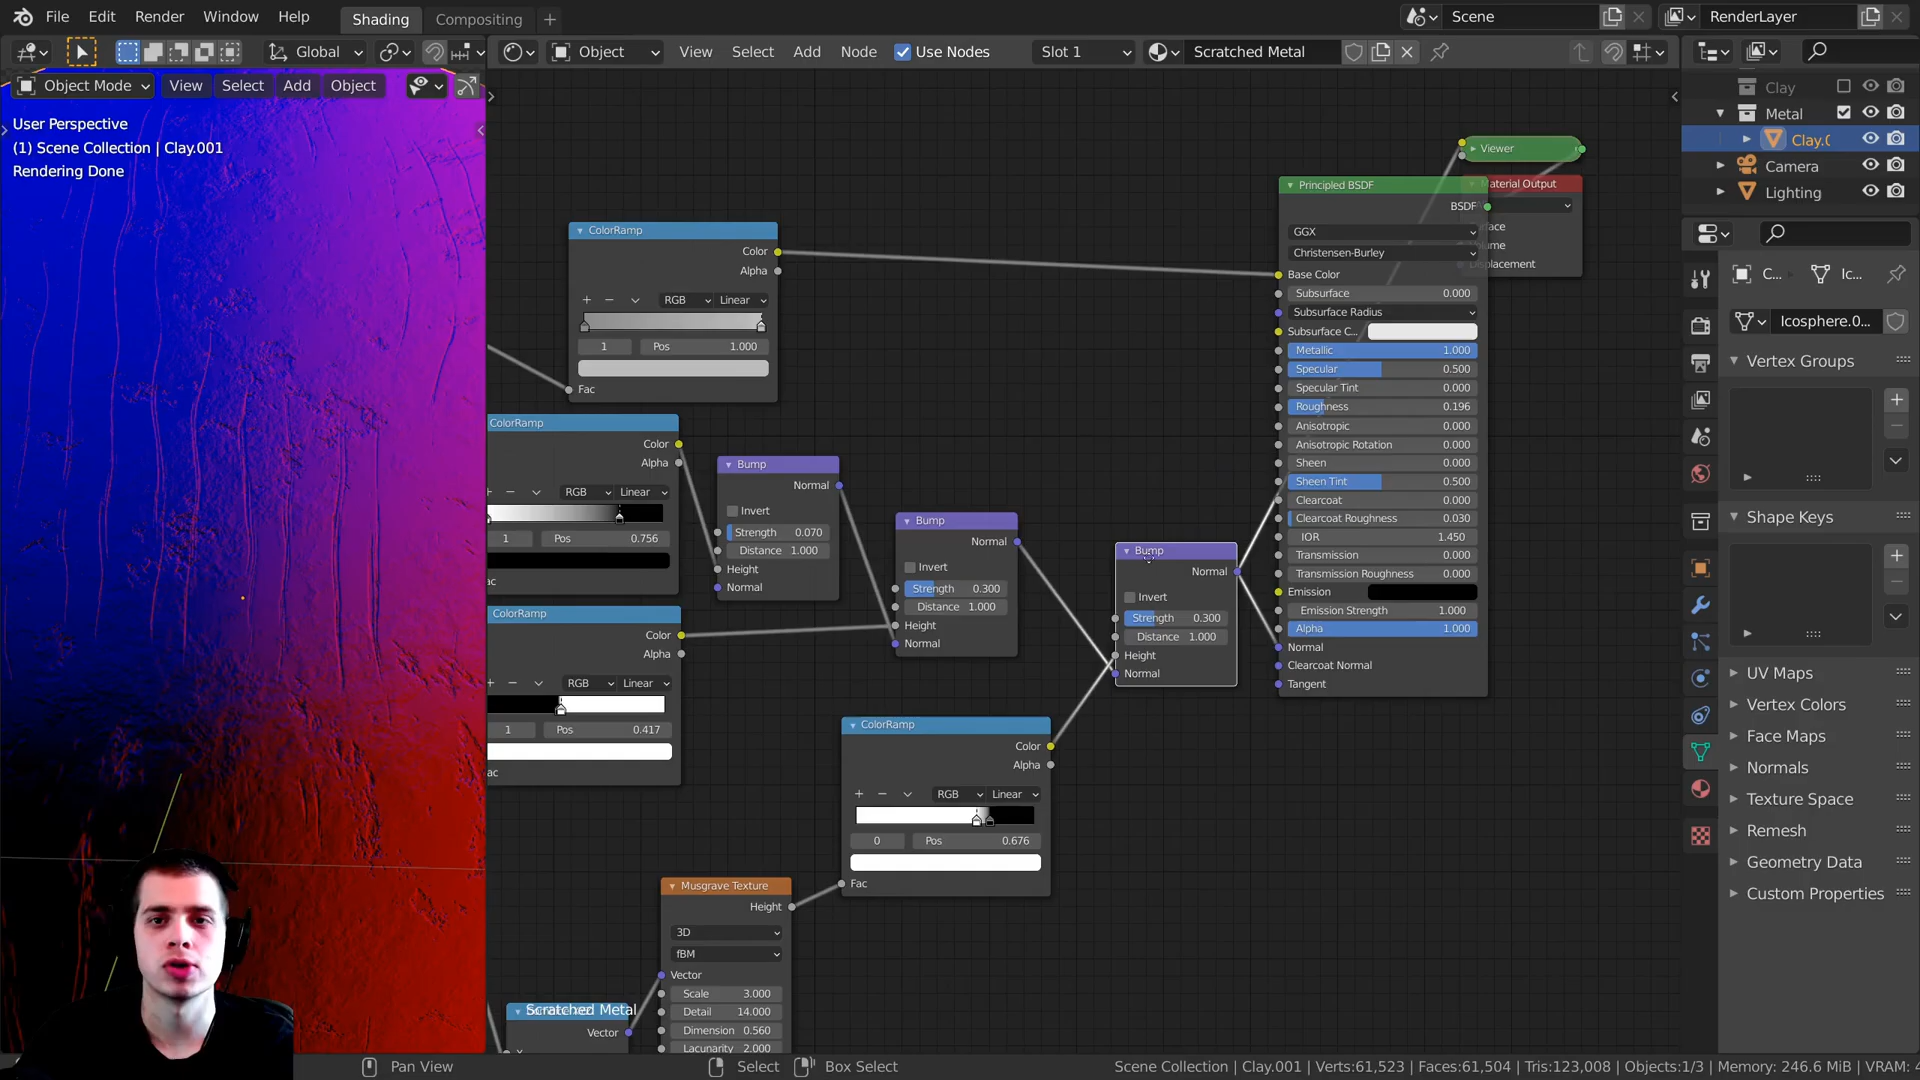 File Edit Render Window Help Shading Compositing Scene RenderLayer
Global Object View Select Add Node Use Nodes Slot 1 Scratched Metal
Object Mode View Select Add Object
User Perspective
(1) Scene Collection | Clay.001
Rendering Done
ColorRamp
Color
Alpha
RGB Linear
1 Pos 1.000
Fac
ColorRamp
Color
Alpha
RGB Linear
1 Pos 0.756
ac
ColorRamp
Color
Alpha
RGB Linear
1 Pos 0.417
ac
Bump
Normal
Invert
Strength 0.070
Distance 1.000
Height
Normal
Bump
Normal
Invert
Strength 0.300
Distance 1.000
Height
Normal
Bump
Normal
Invert
Strength 0.300
Distance 1.000
Height
Normal
ColorRamp
Color
Alpha
RGB Linear
0 Pos 0.676
Fac
Musgrave Texture
Height
3D
fBM
Vector
Scale 3.000
Detail 14.000
Dimension 0.560
Lacunarity 2.000
Scratched Metal
Vector
Viewer
Material Output
rface
ume
Displacement
Principled BSDF
BSDF
GGX
Christensen-Burley
Base Color
Subsurface 0.000
Subsurface Radius
Subsurface C...
Metallic 1.000
Specular 0.500
Specular Tint 0.000
Roughness 0.196
Anisotropic 0.000
Anisotropic Rotation 0.000
Sheen 0.000
Sheen Tint 0.500
Clearcoat 0.000
Clearcoat Roughness 0.030
IOR 1.450
Transmission 0.000
Transmission Roughness 0.000
Emission
Emission Strength 1.000
Alpha 1.000
Normal
Clearcoat Normal
Tangent
Clay
Metal
Clay.0
Camera
Lighting
C... Ic...
Icosphere.0...
Vertex Groups
Shape Keys
UV Maps
Vertex Colors
Face Maps
Normals
Texture Space
Remesh
Geometry Data
Custom Properties
Pan View Select Box Select Scene Collection | Clay.001 | Verts:61,523 | Faces:61,504 | Tris:123,008 | Objects:1/3 | Memory: 246.6 MiB | VRAM: 4